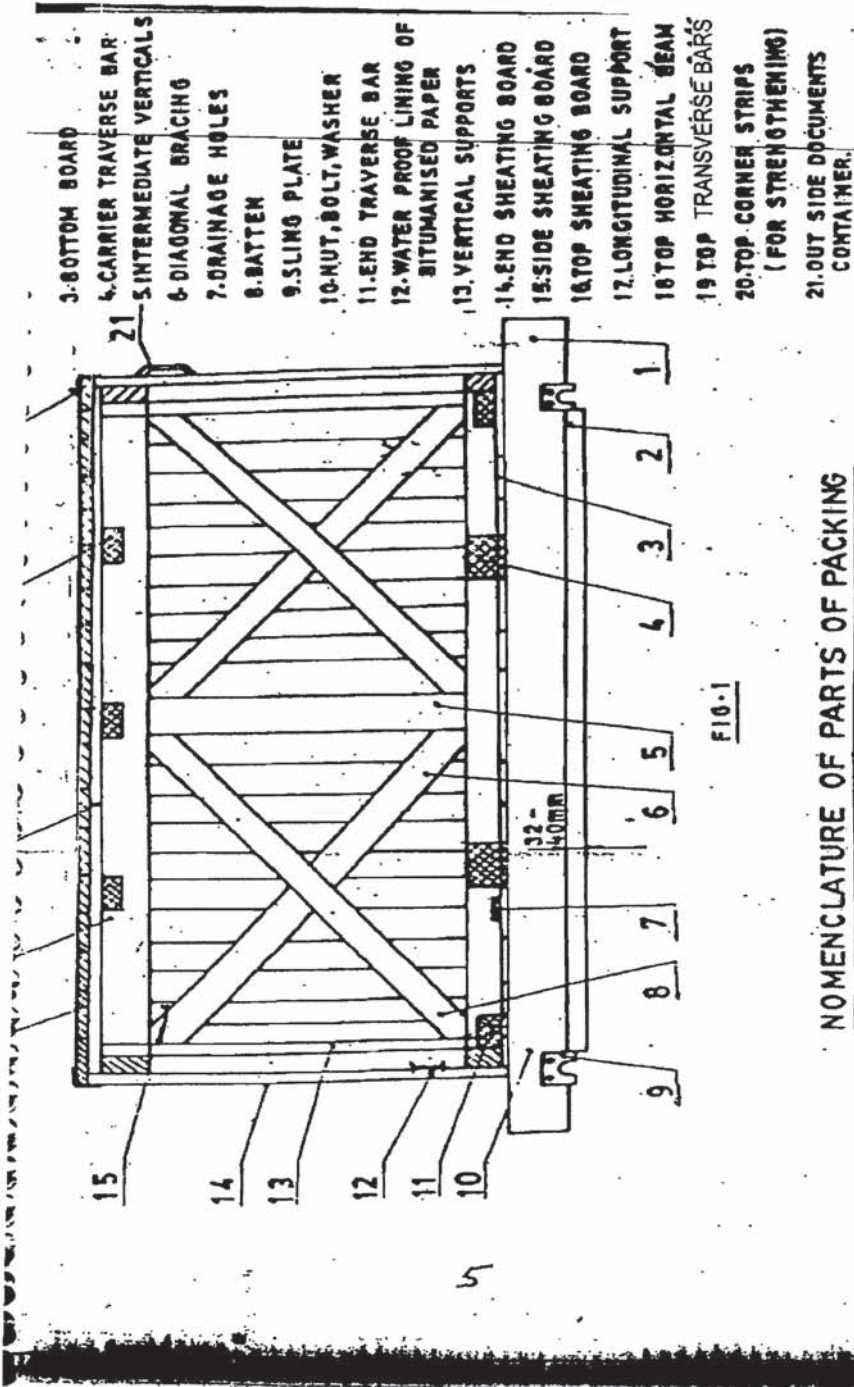 3.BOTTOM BOARD
4.CARRIER TRAVERSE BAR
5.INTERMEDIATE VERTICALS
6.DIAGONAL BRACING
7.DRAINAGE HOLES
8.BATTEN
9.SLING PLATE
10.NUT,BOLT,WASHER
11.END TRAVERSE BAR
12.WATER PROOF LINING OF
BITUMANISED PAPER
13.VERTICAL SUPPORTS
14.END SHEATING BOARD
15.SIDE SHEATING BOARD
16.TOP SHEATING BOARD
17.LONGITUDINAL SUPPORT
18 TOP HORIZONTAL BEAM
19 TOP TRANSVERSE BARS
20.TOP CORNER STRIPS
(FOR STRENGTHENING)
21.OUT SIDE DOCUMENTS
CONTAINER.
21
15
14
13
12
11
10
9
8
7
6
5
4
3
2
1
32-
40mm
FIG.1
NOMENCLATURE OF PARTS OF PACKING
5